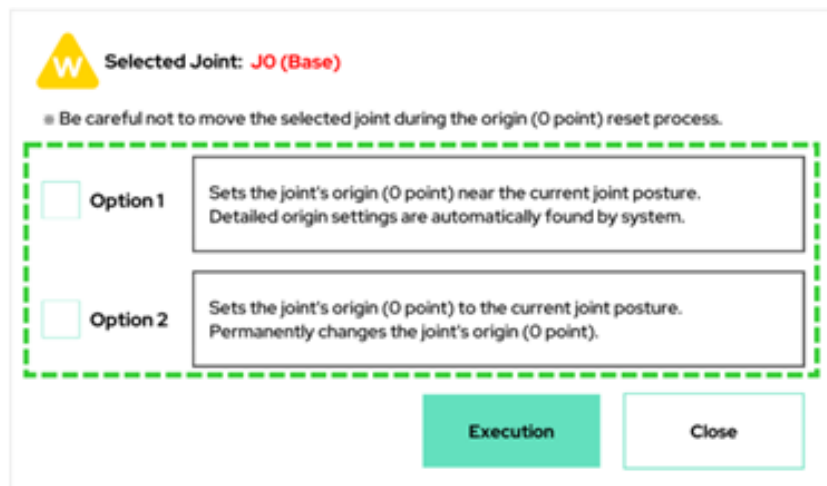 W
Selected Joint: J0 (Base)
※ Be careful not to move the selected joint during the origin (0 point) reset process.
Option 1
Sets the joint's origin (0 point) near the current joint posture.
Detailed origin settings are automatically found by system.
Option 2
Sets the joint's origin (0 point) to the current joint posture.
Permanently changes the joint's origin (0 point).
Execution
Close